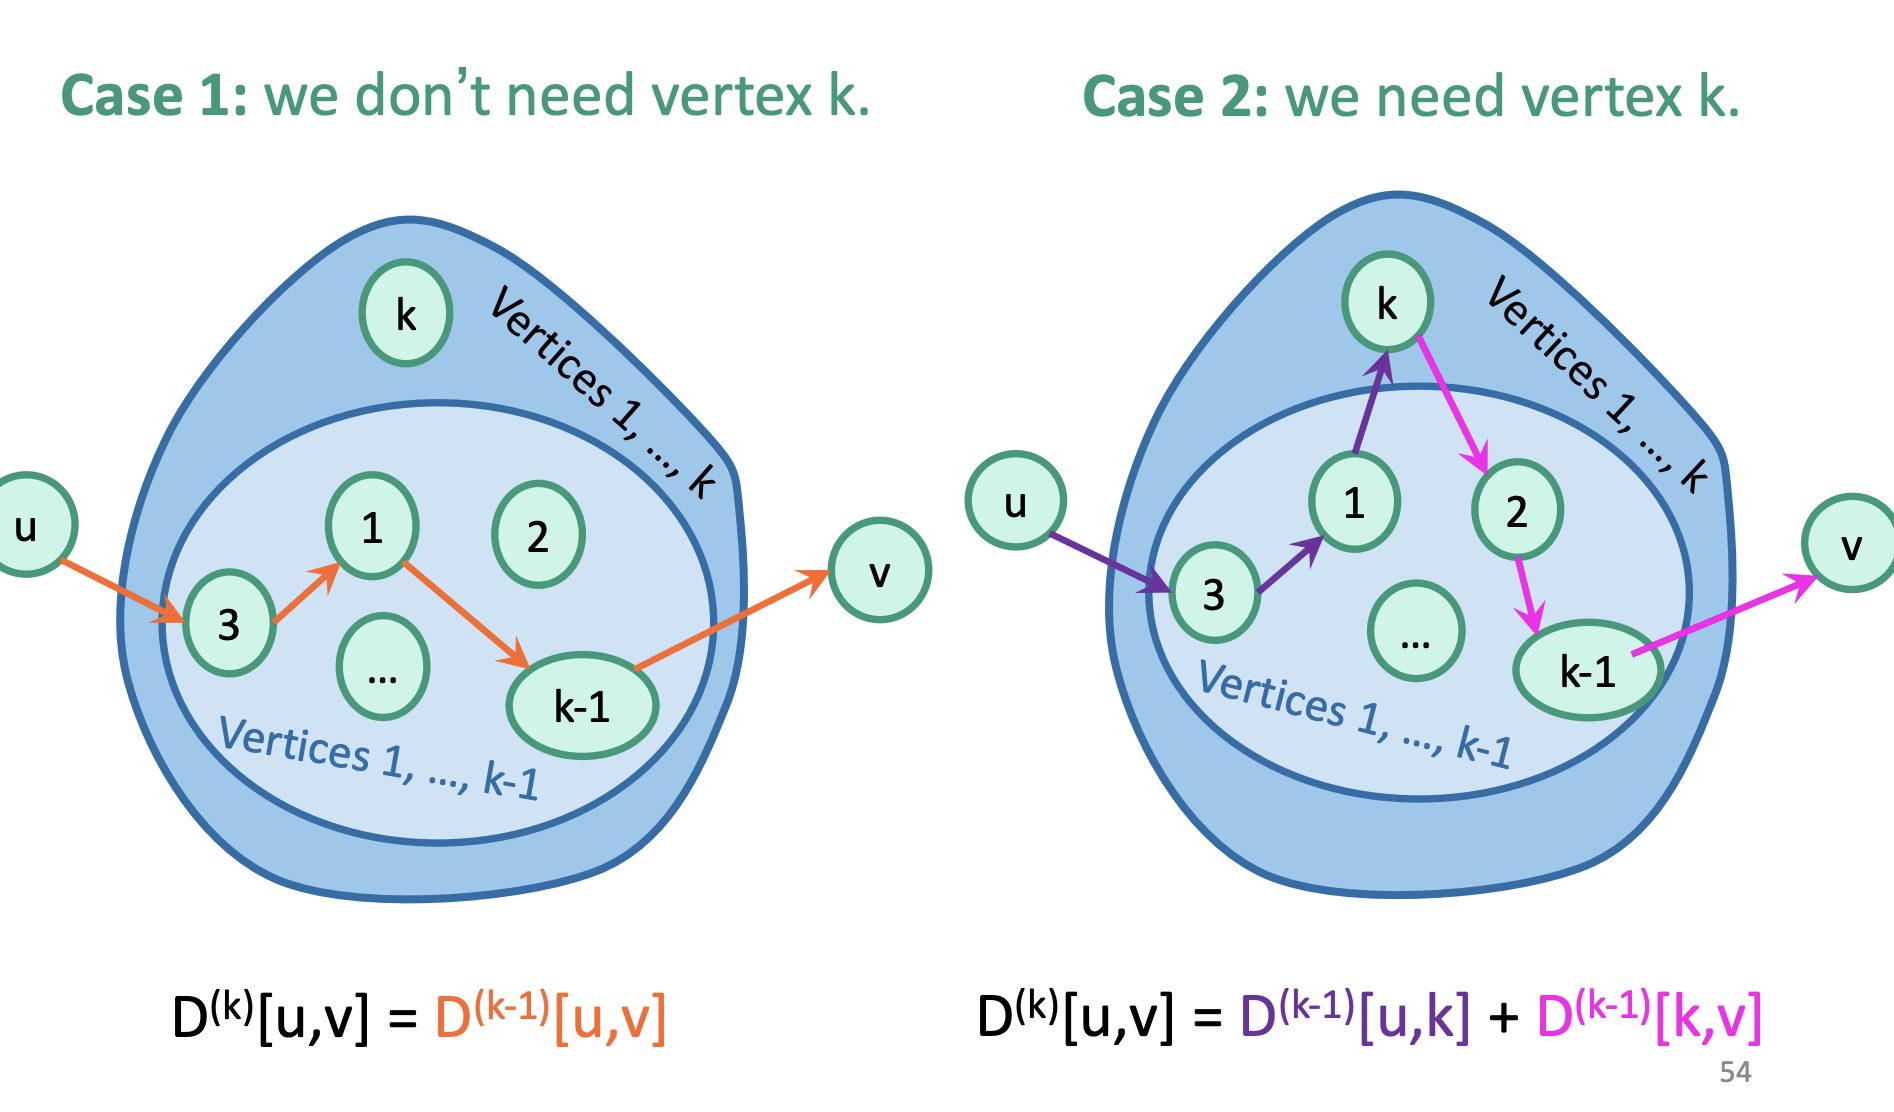 Case 1: we don’t need vertex k.
k
Vertices 1, ..., k
u
1
2
v
3
...
k-1
Vertices 1, ..., k-1
D(k)[u,v] = D(k-1)[u,v]
Case 2: we need vertex k.
k
Vertices 1, ..., k
u
1
2
v
3
...
k-1
Vertices 1, ..., k-1
D(k)[u,v] = D(k-1)[u,k] + D(k-1)[k,v]
54